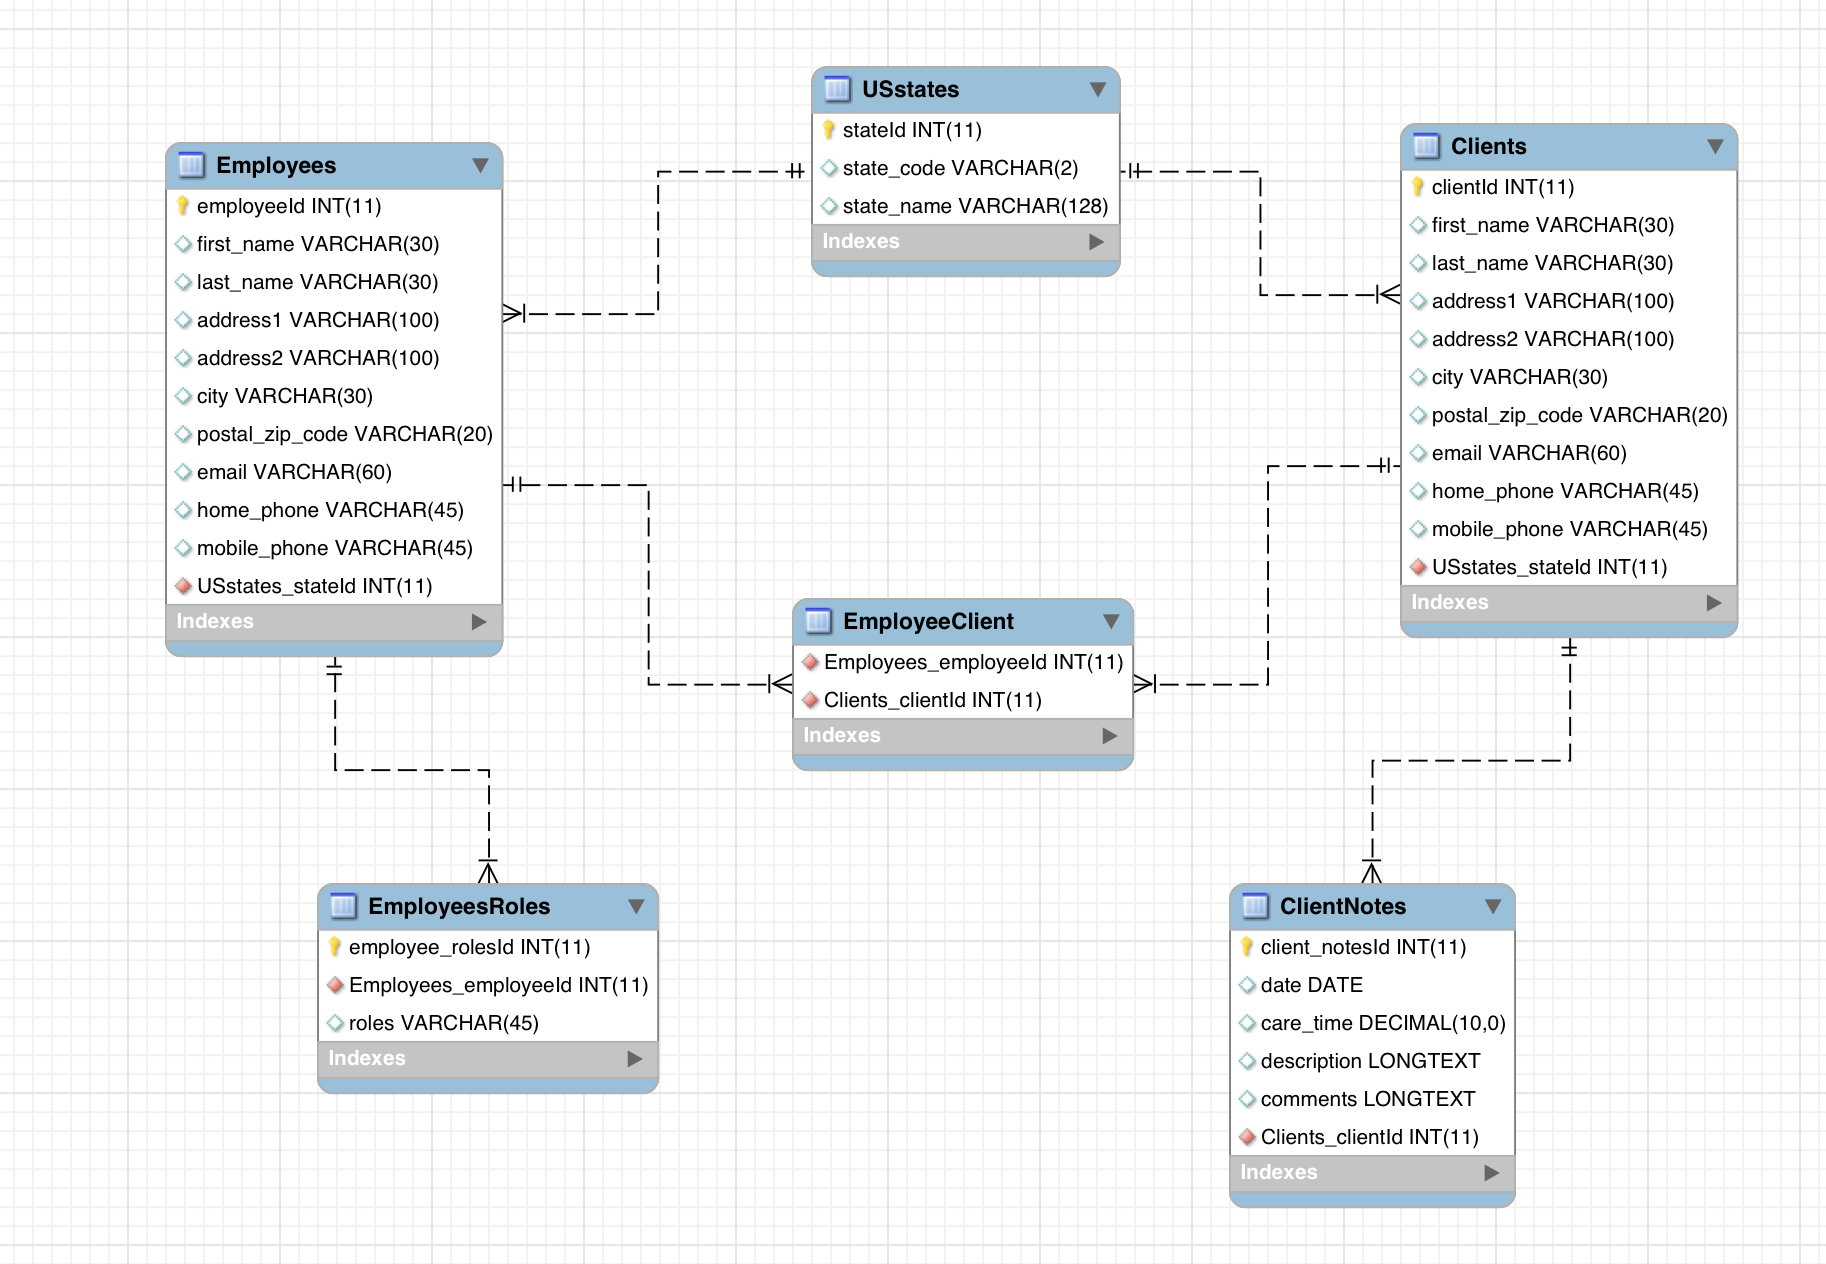 USstates
stateId INT(11)
state_code VARCHAR(2)
state_name VARCHAR(128)
Indexes
Employees
employeeId INT(11)
first_name VARCHAR(30)
last_name VARCHAR(30)
address1 VARCHAR(100)
address2 VARCHAR(100)
city VARCHAR(30)
postal_zip_code VARCHAR(20)
email VARCHAR(60)
home_phone VARCHAR(45)
mobile_phone VARCHAR(45)
USstates_stateId INT(11)
Indexes
Clients
clientId INT(11)
first_name VARCHAR(30)
last_name VARCHAR(30)
address1 VARCHAR(100)
address2 VARCHAR(100)
city VARCHAR(30)
postal_zip_code VARCHAR(20)
email VARCHAR(60)
home_phone VARCHAR(45)
mobile_phone VARCHAR(45)
USstates_stateId INT(11)
Indexes
EmployeeClient
Employees_employeeId INT(11)
Clients_clientId INT(11)
Indexes
EmployeesRoles
employee_rolesId INT(11)
Employees_employeeId INT(11)
roles VARCHAR(45)
Indexes
ClientNotes
client_notesId INT(11)
date DATE
care_time DECIMAL(10,0)
description LONGTEXT
comments LONGTEXT
Clients_clientId INT(11)
Indexes